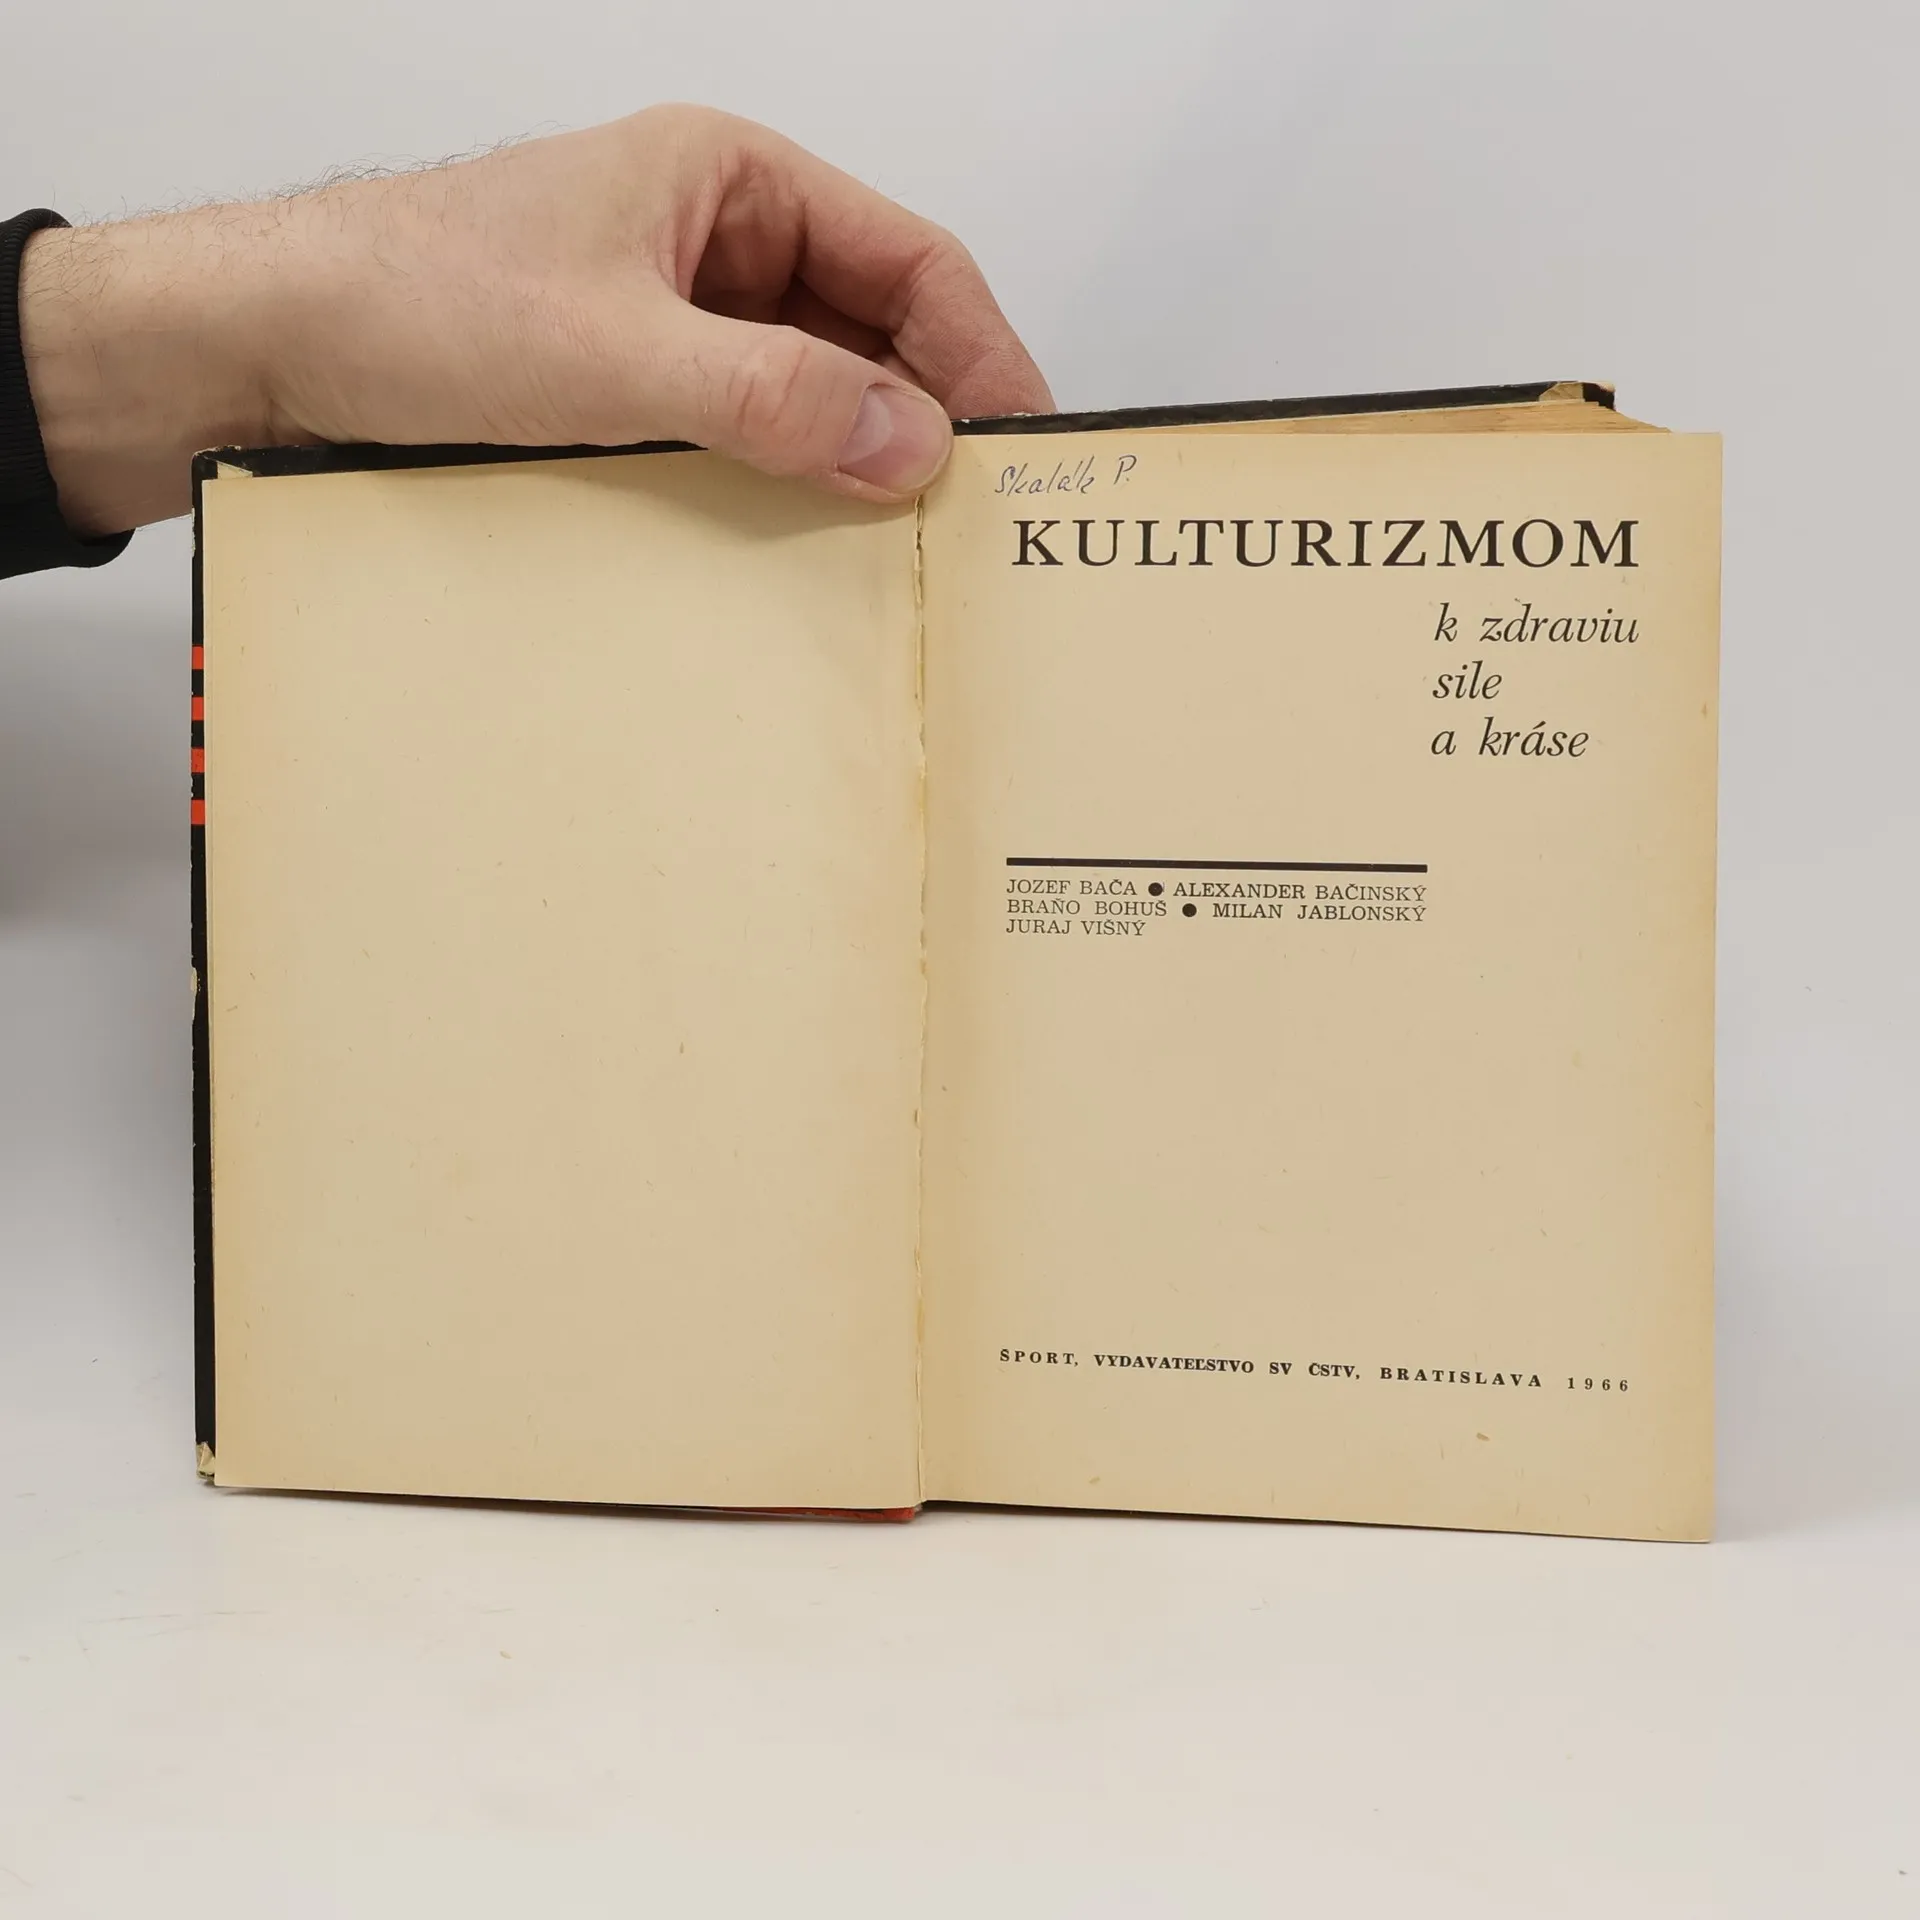 Skalák P.
KULTURIZMOM
k zdraviu
sile
a kráse
JOZEF BAČA ● ALEXANDER BAČINSKÝ
BRAŇO BOHUŠ ● MILAN JABLONSKÝ
JURAJ VIŠNÝ
ŠPORT, VYDAVATEĽSTVO SV ČSTV, BRATISLAVA 1966